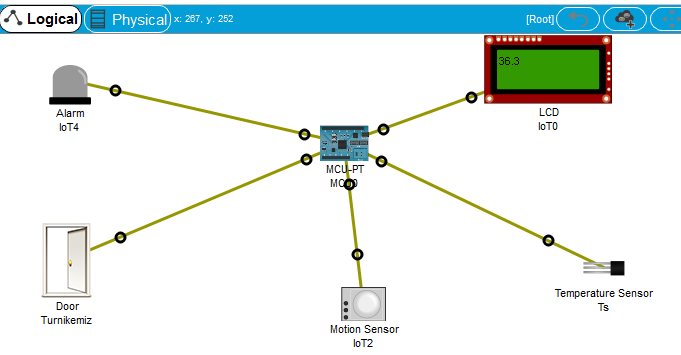 Logical
Physical
x: 267, y: 252
[Root]
36.3
Alarm
IoT4
LCD
IoT0
MCU-PT
Door
Turnikemiz
Motion Sensor
IoT2
Temperature Sensor
Ts